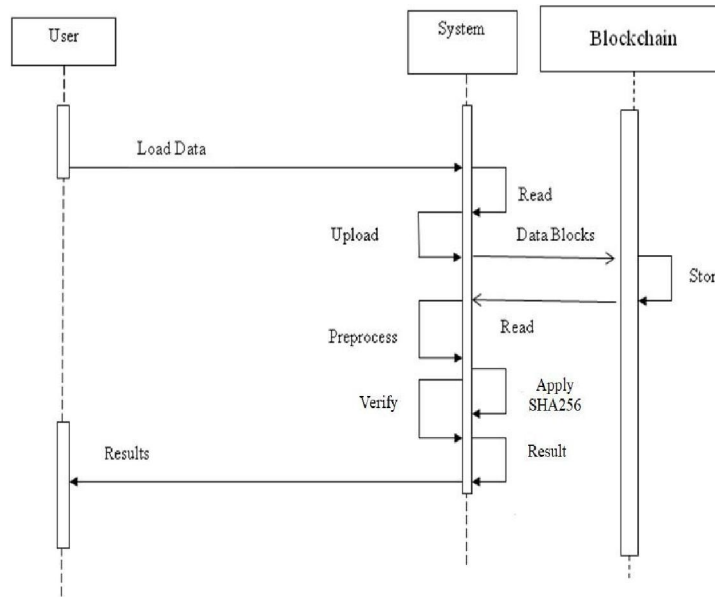 User
System
Blockchain
Load Data
Read
Upload
Data Blocks
Stor
Read
Preprocess
Apply
SHA256
Verify
Results
Result